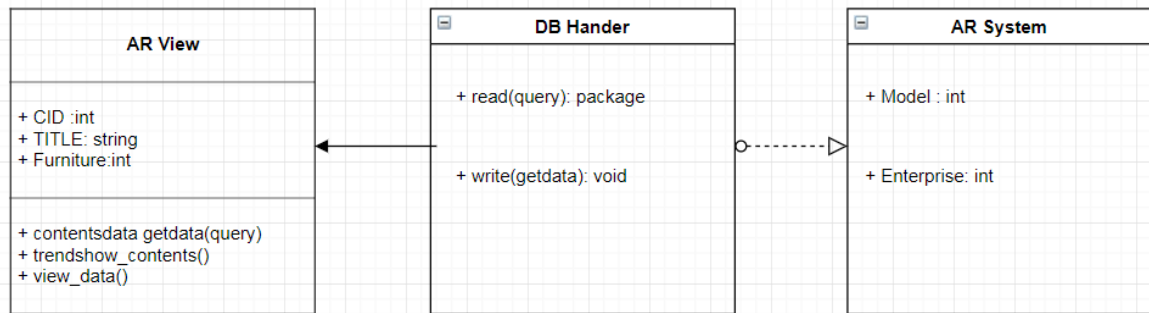 AR View
+ CID :int
+ TITLE: string
+ Furniture:int
+ contentsdata getdata(query)
+ trendshow_contents()
+ view_data()
DB Hander
+ read(query): package
+ write(getdata): void
AR System
+ Model : int
+ Enterprise: int